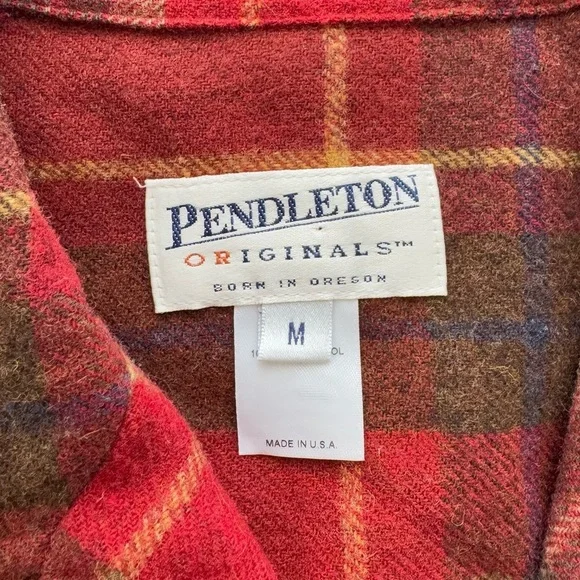 PENDLETON
ORIGINALS™
BORN IN OREGON
M
MADE IN U.S.A.